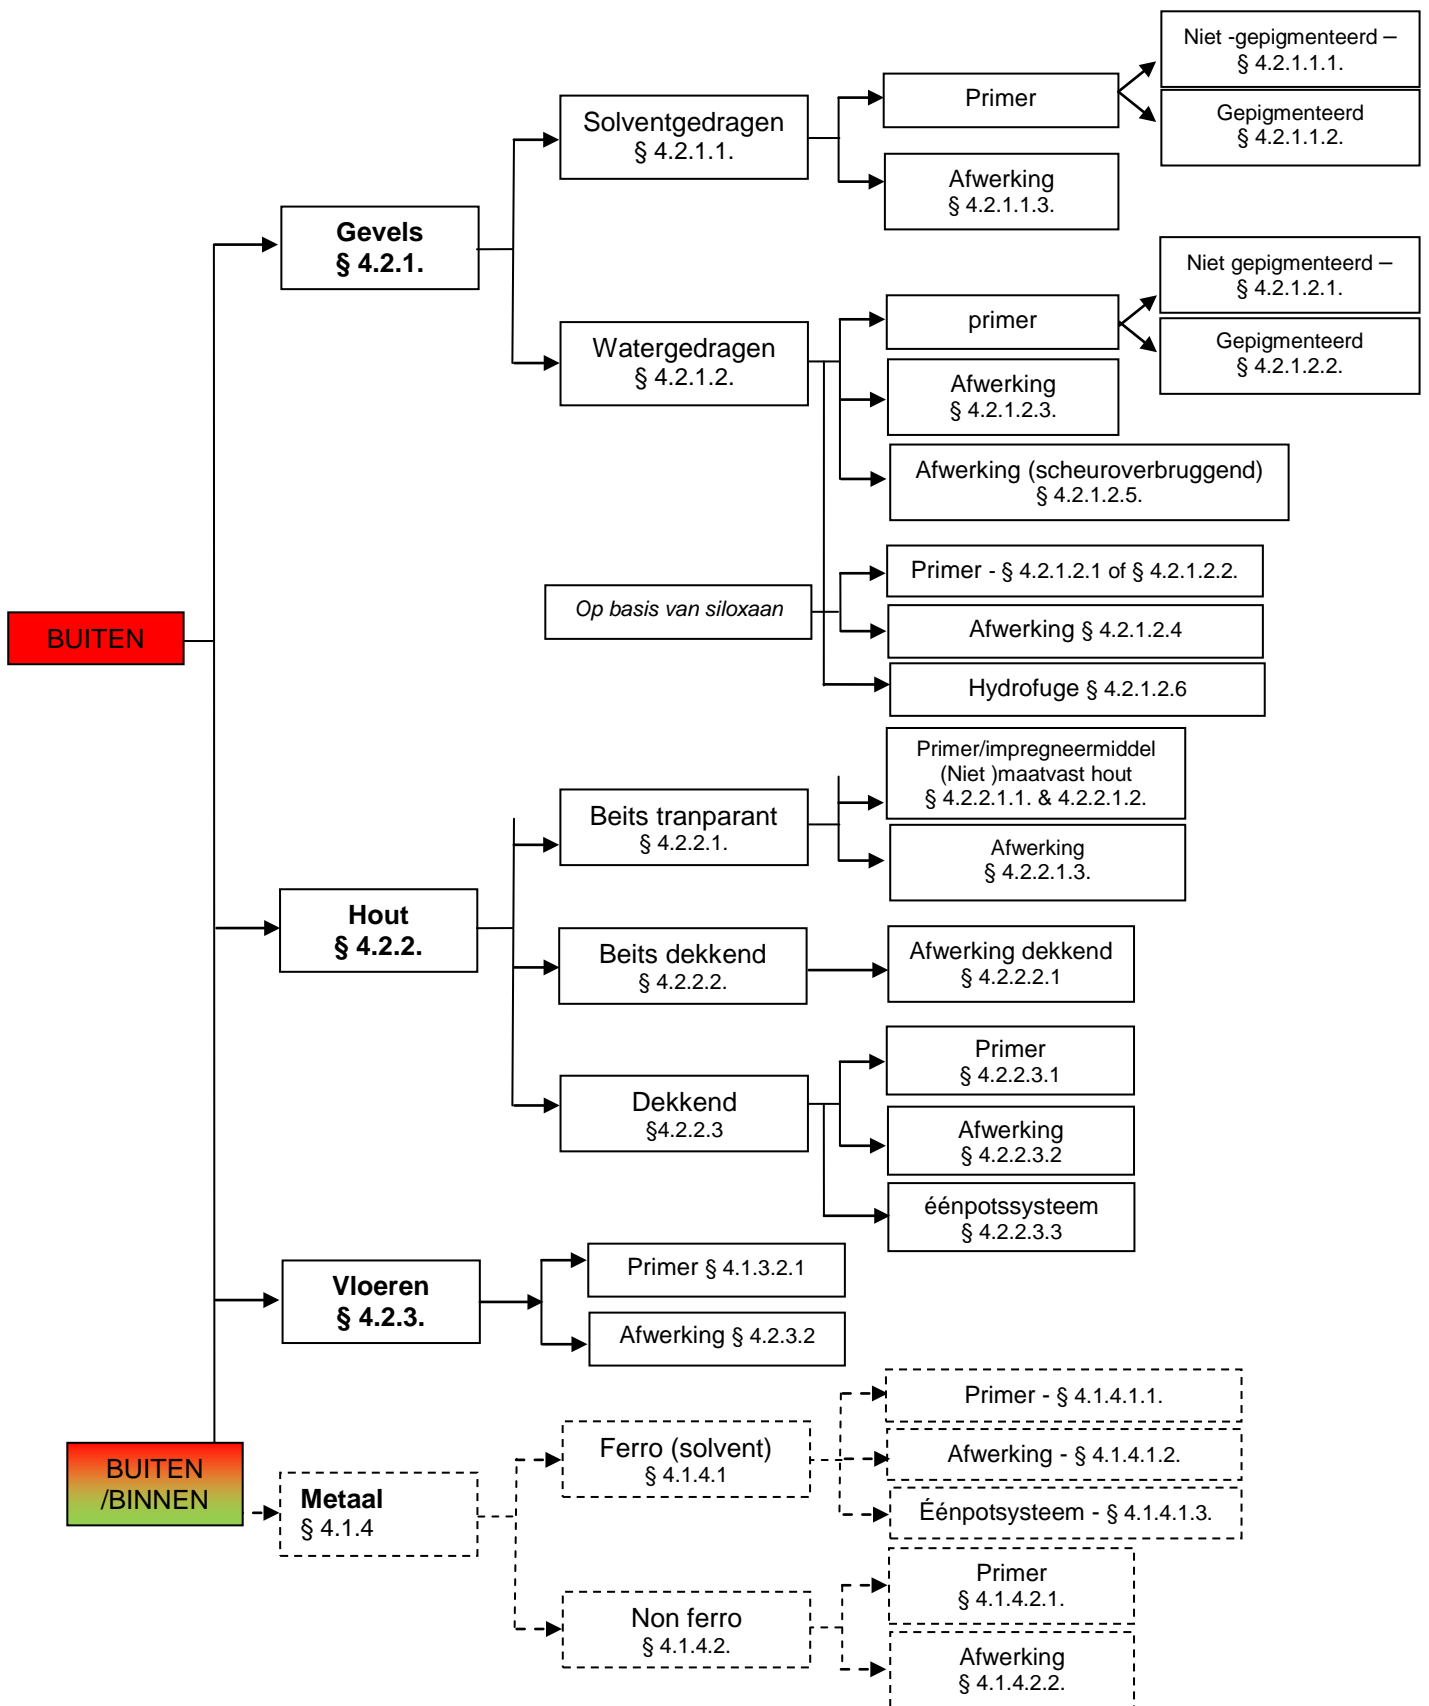 Niet -gepigmenteerd –
§ 4.2.1.1.1.
Primer
Gepigmenteerd
§ 4.2.1.1.2.
Solventgedragen
§ 4.2.1.1.
Afwerking
§ 4.2.1.1.3.
Gevels
§ 4.2.1.
Niet gepigmenteerd –
§ 4.2.1.2.1.
primer
Gepigmenteerd
§ 4.2.1.2.2.
Watergedragen
§ 4.2.1.2.
Afwerking
§ 4.2.1.2.3.
Afwerking (scheuroverbruggend)
§ 4.2.1.2.5.
Op basis van siloxaan
Primer - § 4.2.1.2.1 of § 4.2.1.2.2.
Afwerking § 4.2.1.2.4
Hydrofuge § 4.2.1.2.6
BUITEN
Primer/impregneermiddel
(Niet )maatvast hout
§ 4.2.2.1.1. & 4.2.2.1.2.
Beits tranparant
§ 4.2.2.1.
Afwerking
§ 4.2.2.1.3.
Hout
§ 4.2.2.
Beits dekkend
§ 4.2.2.2.
Afwerking dekkend
§ 4.2.2.2.1
Primer
§ 4.2.2.3.1
Dekkend
§4.2.2.3
Afwerking
§ 4.2.2.3.2
éénpotssysteem
§ 4.2.2.3.3
Vloeren
§ 4.2.3.
Primer § 4.1.3.2.1
Afwerking § 4.2.3.2
BUITEN
/BINNEN
Metaal
§ 4.1.4
Ferro (solvent)
§ 4.1.4.1
Primer - § 4.1.4.1.1.
Afwerking - § 4.1.4.1.2.
Éénpotsysteem - § 4.1.4.1.3.
Non ferro
§ 4.1.4.2.
Primer
§ 4.1.4.2.1.
Afwerking
§ 4.1.4.2.2.